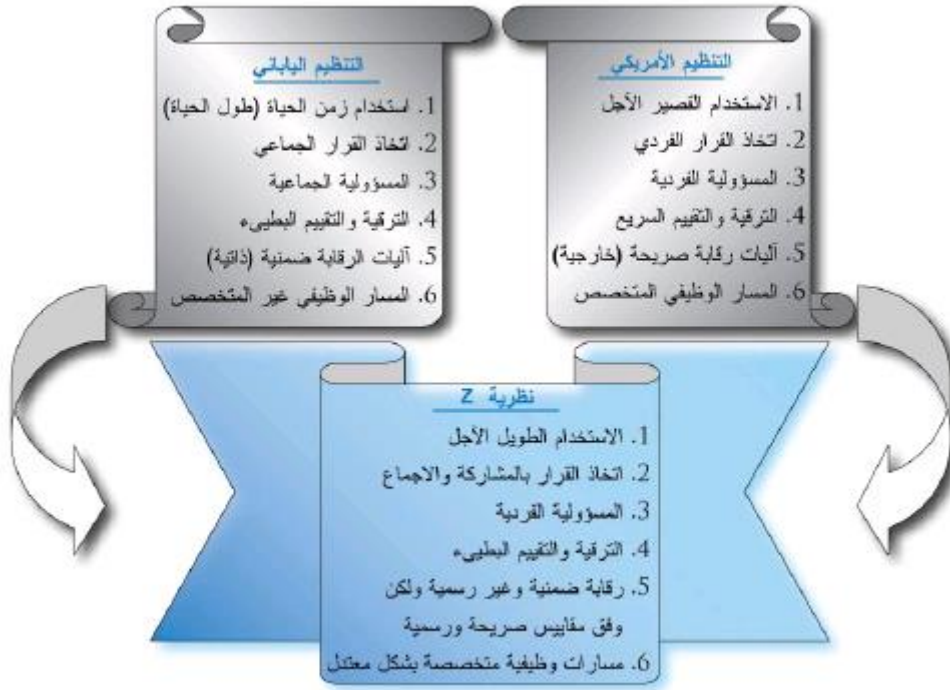 التنظيم الأمريكي
1. الاستخدام القصير الأجل
2. اتخاذ القرار الفردي
3. المسؤولية الفردية
4. الترقية والتقييم السريع
5. آليات رقابة صريحة (خارجية)
6. المسار الوظيفي المتخصص
التنظيم الياباني
1. استخدام زمن الحياة (طول الحياة)
2. اتخاذ القرار الجماعي
3. المسؤولية الجماعية
4. الترقية والتقييم البطيىء
5. آليات الرقابة ضمنية (ذاتية)
6. المسار الوظيفي غير المتخصص
نظرية Z
1. الاستخدام الطويل الأجل
2. اتخاذ القرار بالمشاركة والاجماع
3. المسؤولية الفردية
4. الترقية والتقييم البطيىء
5. رقابة ضمنية وغير رسمية ولكن
وفق مقاييس صريحة ورسمية
6. مسارات وظيفية متخصصة بشكل معتدل